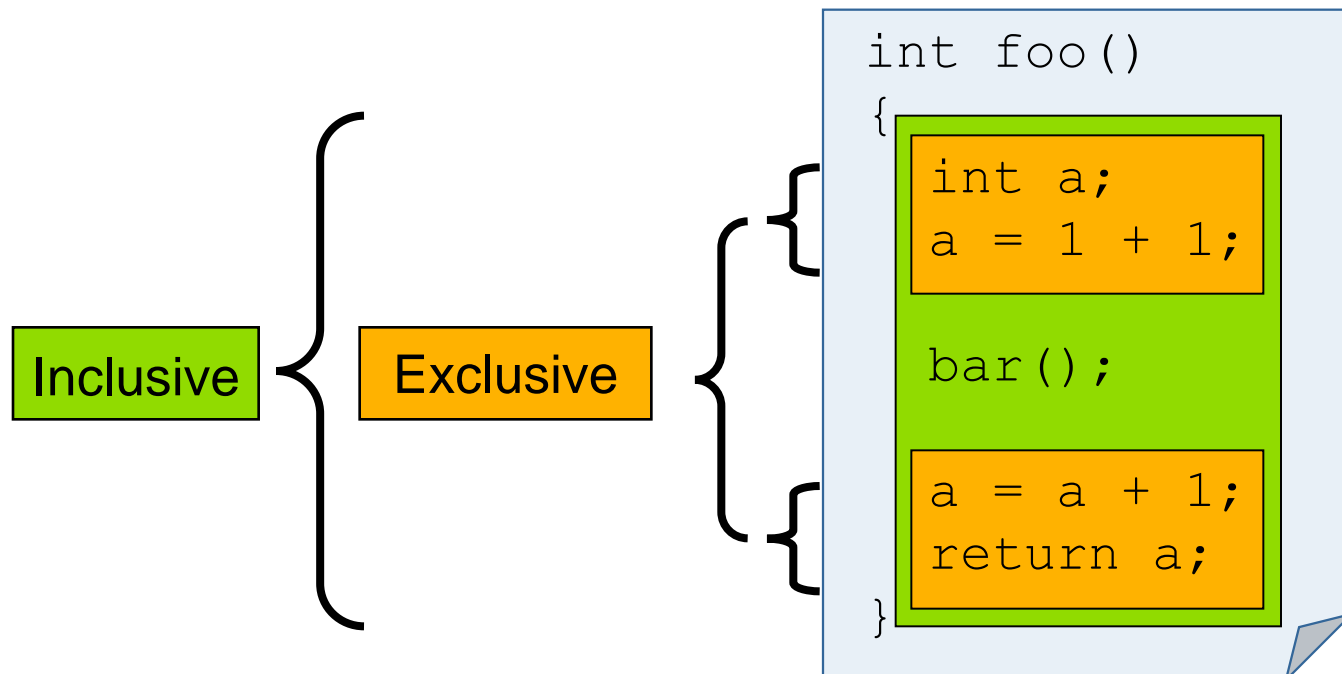 int foo()
{
int a;
a = 1 + 1;
Inclusive
Exclusive
bar();
a = a + 1;
return a;
}